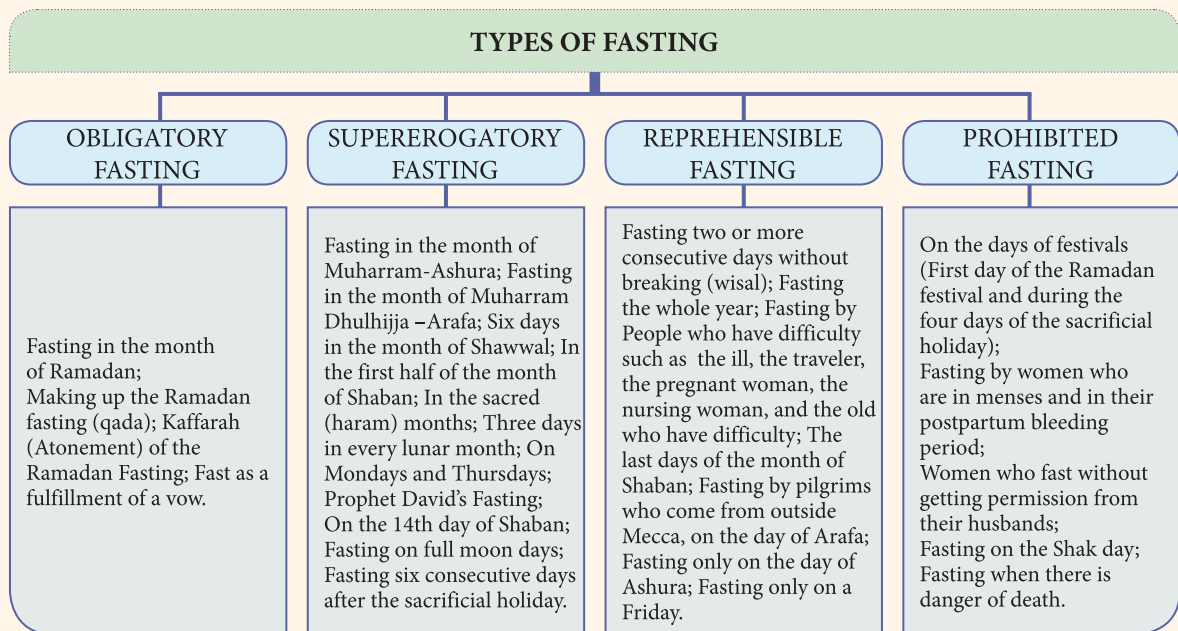 TYPES OF FASTING
OBLIGATORY
FASTING
Fasting in the month
of Ramadan;
Making up the Ramadan
fasting (qada); Kaffarah
(Atonement) of the
Ramadan Fasting; Fast as a
fulfillment of a vow.
SUPEREROGATORY
FASTING
Fasting in the month of
Muharram-Ashura; Fasting
in the month of Muharram
Dhulhijja –Arafa; Six days
in the month of Shawwal; In
the first half of the month
of Shaban; In the sacred
(haram) months; Three days
in every lunar month; On
Mondays and Thursdays;
Prophet David’s Fasting;
On the 14th day of Shaban;
Fasting on full moon days;
Fasting six consecutive days
after the sacrificial holiday.
REPREHENSIBLE
FASTING
Fasting two or more
consecutive days without
breaking (wisal); Fasting
the whole year; Fasting by
People who have difficulty
such as the ill, the traveler,
the pregnant woman, the
nursing woman, and the old
who have difficulty; The
last days of the month of
Shaban; Fasting by pilgrims
who come from outside
Mecca, on the day of Arafa;
Fasting only on the day of
Ashura; Fasting only on a
Friday.
PROHIBITED
FASTING
On the days of festivals
(First day of the Ramadan
festival and during the
four days of the sacrificial
holiday);
Fasting by women who
are in menses and in their
postpartum bleeding
period;
Women who fast without
getting permission from
their husbands;
Fasting on the Shak day;
Fasting when there is
danger of death.